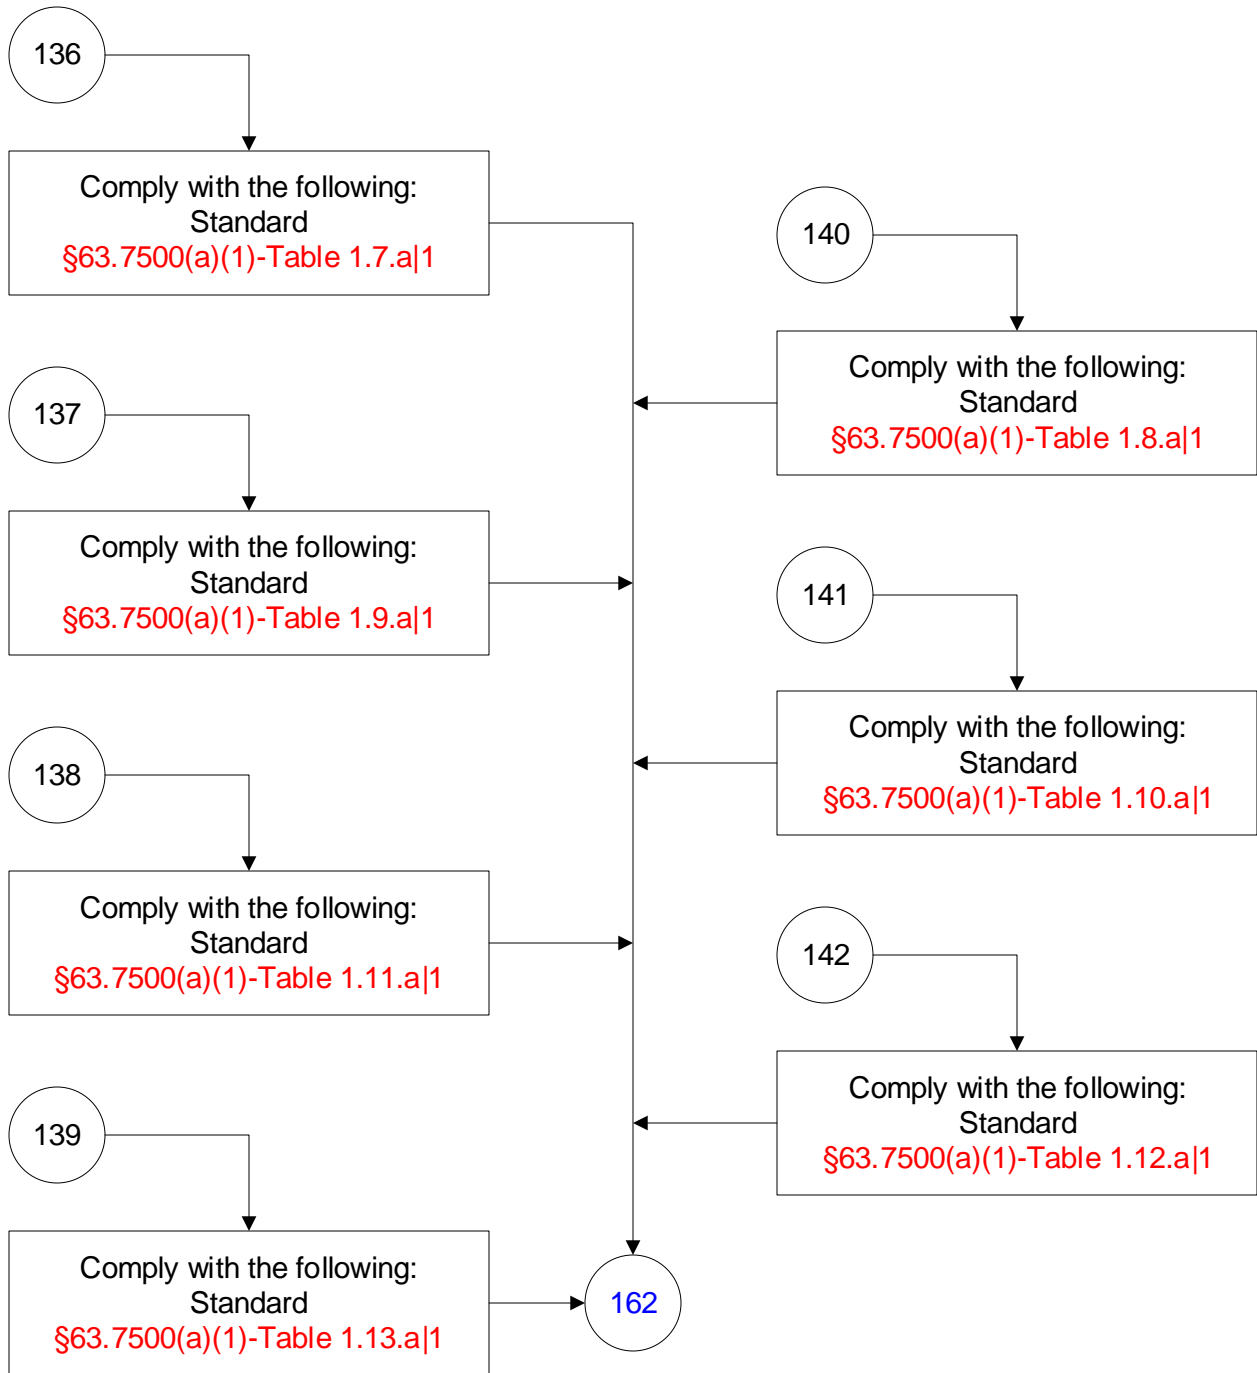 136
Comply with the following:
Standard
§63.7500(a)(1)-Table 1.7.a|1
140
Comply with the following:
Standard
§63.7500(a)(1)-Table 1.8.a|1
137
Comply with the following:
Standard
§63.7500(a)(1)-Table 1.9.a|1
141
Comply with the following:
Standard
§63.7500(a)(1)-Table 1.10.a|1
138
Comply with the following:
Standard
§63.7500(a)(1)-Table 1.11.a|1
142
Comply with the following:
Standard
§63.7500(a)(1)-Table 1.12.a|1
139
Comply with the following:
Standard
§63.7500(a)(1)-Table 1.13.a|1
162